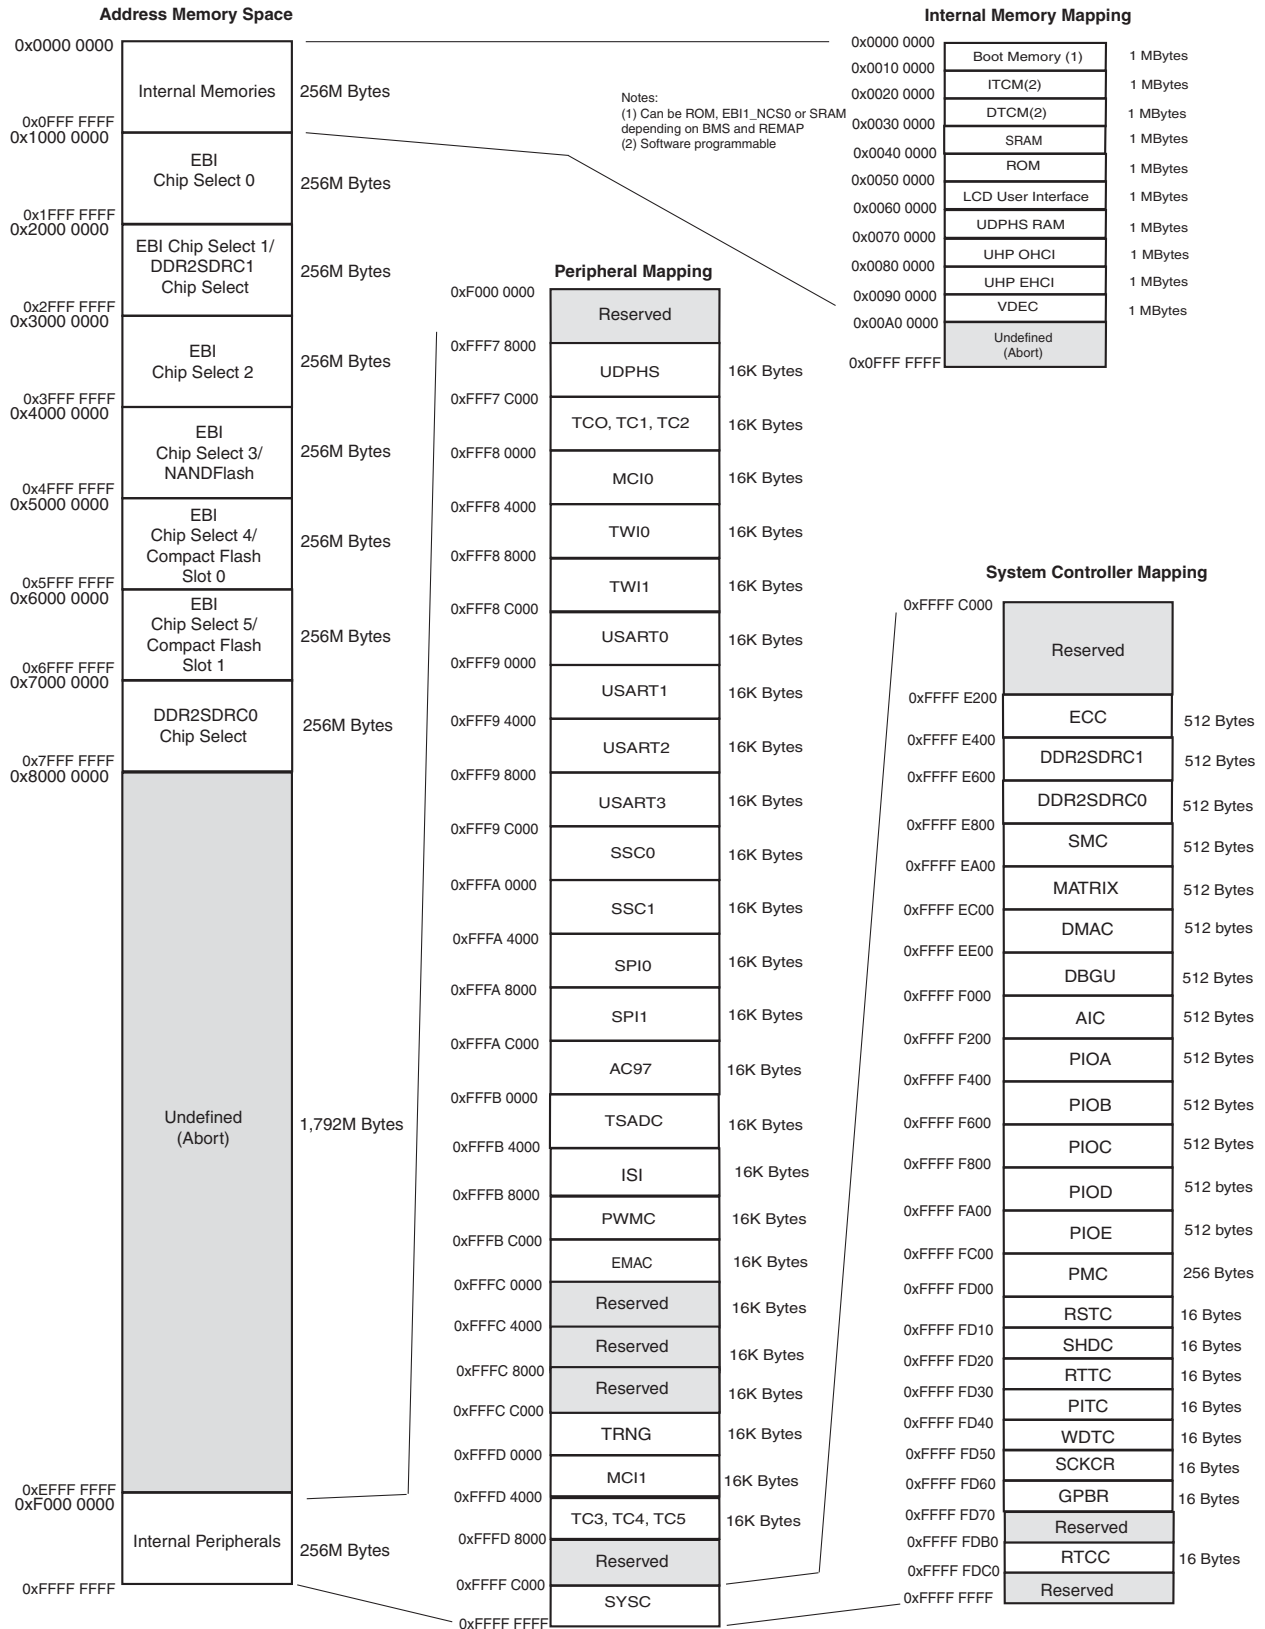 Address Memory Space
0x0000 0000
Internal Memories
256M Bytes
0x0FFF FFFF
0x1000 0000
EBI
Chip Select 0
256M Bytes
0x1FFF FFFF
0x2000 0000
EBI Chip Select 1/
DDR2SDRC1
Chip Select
256M Bytes
0x2FFF FFFF
0x3000 0000
EBI
Chip Select 2
256M Bytes
0x3FFF FFFF
0x4000 0000
EBI
Chip Select 3/
NANDFlash
256M Bytes
0x4FFF FFFF
0x5000 0000
EBI
Chip Select 4/
Compact Flash
Slot 0
256M Bytes
0x5FFF FFFF
0x6000 0000
EBI
Chip Select 5/
Compact Flash
Slot 1
256M Bytes
0x6FFF FFFF
0x7000 0000
DDR2SDRC0
Chip Select
256M Bytes
0x7FFF FFFF
0x8000 0000
Undefined
(Abort)
1,792M Bytes
0xEFFF FFFF
0xF000 0000
Internal Peripherals
256M Bytes
0xFFFF FFFF
Notes:
(1) Can be ROM, EBI1_NCS0 or SRAM
depending on BMS and REMAP
(2) Software programmable
Peripheral Mapping
0xF000 0000
Reserved
0xFFF7 8000
UDPHS
16K Bytes
0xFFF7 C000
TCO, TC1, TC2
16K Bytes
0xFFF8 0000
MCI0
16K Bytes
0xFFF8 4000
TWI0
16K Bytes
0xFFF8 8000
TWI1
16K Bytes
0xFFF8 C000
USART0
16K Bytes
0xFFF9 0000
USART1
16K Bytes
0xFFF9 4000
USART2
16K Bytes
0xFFF9 8000
USART3
16K Bytes
0xFFF9 C000
SSC0
16K Bytes
0xFFFA 0000
SSC1
16K Bytes
0xFFFA 4000
SPI0
16K Bytes
0xFFFA 8000
SPI1
16K Bytes
0xFFFA C000
AC97
16K Bytes
0xFFFB 0000
TSADC
16K Bytes
0xFFFB 4000
ISI
16K Bytes
0xFFFB 8000
PWMC
16K Bytes
0xFFFB C000
EMAC
16K Bytes
0xFFFC 0000
Reserved
16K Bytes
0xFFFC 4000
Reserved
16K Bytes
0xFFFC 8000
Reserved
16K Bytes
0xFFFC C000
TRNG
16K Bytes
0xFFFD 0000
MCI1
16K Bytes
0xFFFD 4000
TC3, TC4, TC5
16K Bytes
0xFFFD 8000
Reserved
0xFFFF C000
SYSC
0xFFFF FFFF
Internal Memory Mapping
0x0000 0000
Boot Memory (1)
1 MBytes
0x0010 0000
ITCM(2)
1 MBytes
0x0020 0000
DTCM(2)
1 MBytes
0x0030 0000
SRAM
1 MBytes
0x0040 0000
ROM
1 MBytes
0x0050 0000
LCD User Interface
1 MBytes
0x0060 0000
UDPHS RAM
1 MBytes
0x0070 0000
UHP OHCI
1 MBytes
0x0080 0000
UHP EHCI
1 MBytes
0x0090 0000
VDEC
1 MBytes
0x00A0 0000
Undefined
(Abort)
0x0FFF FFFF
System Controller Mapping
0xFFFF C000
Reserved
0xFFFF E200
ECC
512 Bytes
0xFFFF E400
DDR2SDRC1
512 Bytes
0xFFFF E600
DDR2SDRC0
512 Bytes
0xFFFF E800
SMC
512 Bytes
0xFFFF EA00
MATRIX
512 Bytes
0xFFFF EC00
DMAC
512 bytes
0xFFFF EE00
DBGU
512 Bytes
0xFFFF F000
AIC
512 Bytes
0xFFFF F200
PIOA
512 Bytes
0xFFFF F400
PIOB
512 Bytes
0xFFFF F600
PIOC
512 Bytes
0xFFFF F800
PIOD
512 bytes
0xFFFF FA00
PIOE
512 bytes
0xFFFF FC00
PMC
256 Bytes
0xFFFF FD00
RSTC
16 Bytes
0xFFFF FD10
SHDC
16 Bytes
0xFFFF FD20
RTTC
16 Bytes
0xFFFF FD30
PITC
16 Bytes
0xFFFF FD40
WDTC
16 Bytes
0xFFFF FD50
SCKCR
16 Bytes
0xFFFF FD60
GPBR
16 Bytes
0xFFFF FD70
Reserved
0xFFFF FDB0
RTCC
16 Bytes
0xFFFF FDC0
Reserved
0xFFFF FFFF